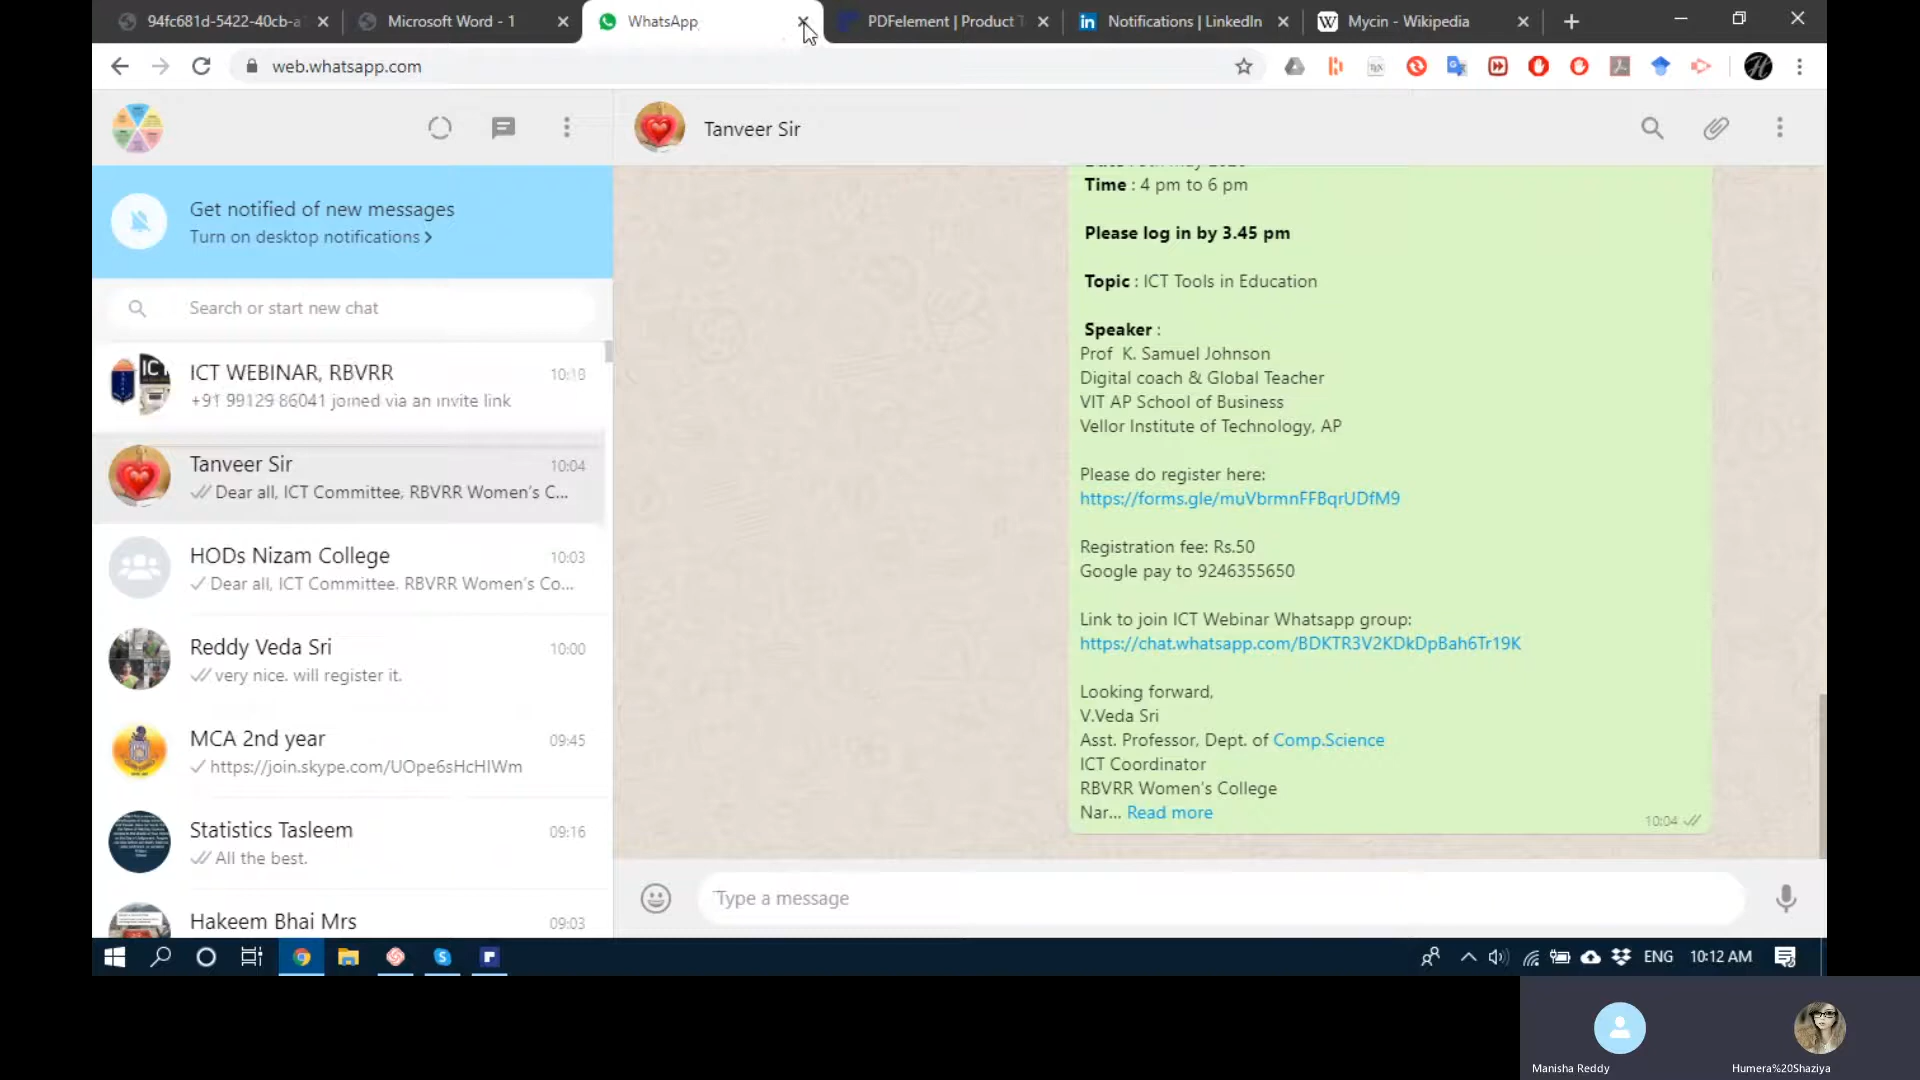 94fc681d-5422-40cb-a
Microsoft Word - 1
WhatsApp
PDFelement | Product T
Notifications | LinkedIn
Mycin - Wikipedia
web.whatsapp.com
Tanveer Sir
Get notified of new messages
Turn on desktop notifications >
Search or start new chat
ICT WEBINAR, RBVRR 10:18
+91 99129 86041 joined via an invite link
Tanveer Sir 10:04
Dear all, ICT Committee, RBVRR Women's C...
HODs Nizam College 10:03
Dear all, ICT Committee. RBVRR Women's Co...
Reddy Veda Sri 10:00
very nice. will register it.
MCA 2nd year 09:45
https://join.skype.com/UOpe6sHcHIWm
Statistics Tasleem 09:16
All the best.
Hakeem Bhai Mrs 09:03
Time : 4 pm to 6 pm
Please log in by 3.45 pm
Topic : ICT Tools in Education
Speaker :
Prof K. Samuel Johnson
Digital coach & Global Teacher
VIT AP School of Business
Vellor Institute of Technology, AP
Please do register here:
https://forms.gle/muVbrmnFFBqrUDfM9
Registration fee: Rs.50
Google pay to 9246355650
Link to join ICT Webinar Whatsapp group:
https://chat.whatsapp.com/BDKTR3V2KDkDpBah6Tr19K
Looking forward,
V.Veda Sri
Asst. Professor, Dept. of Comp.Science
ICT Coordinator
RBVRR Women's College
Nar... Read more
10:04
Type a message
ENG 10:12 AM
Manisha Reddy
Humera%20Shaziya